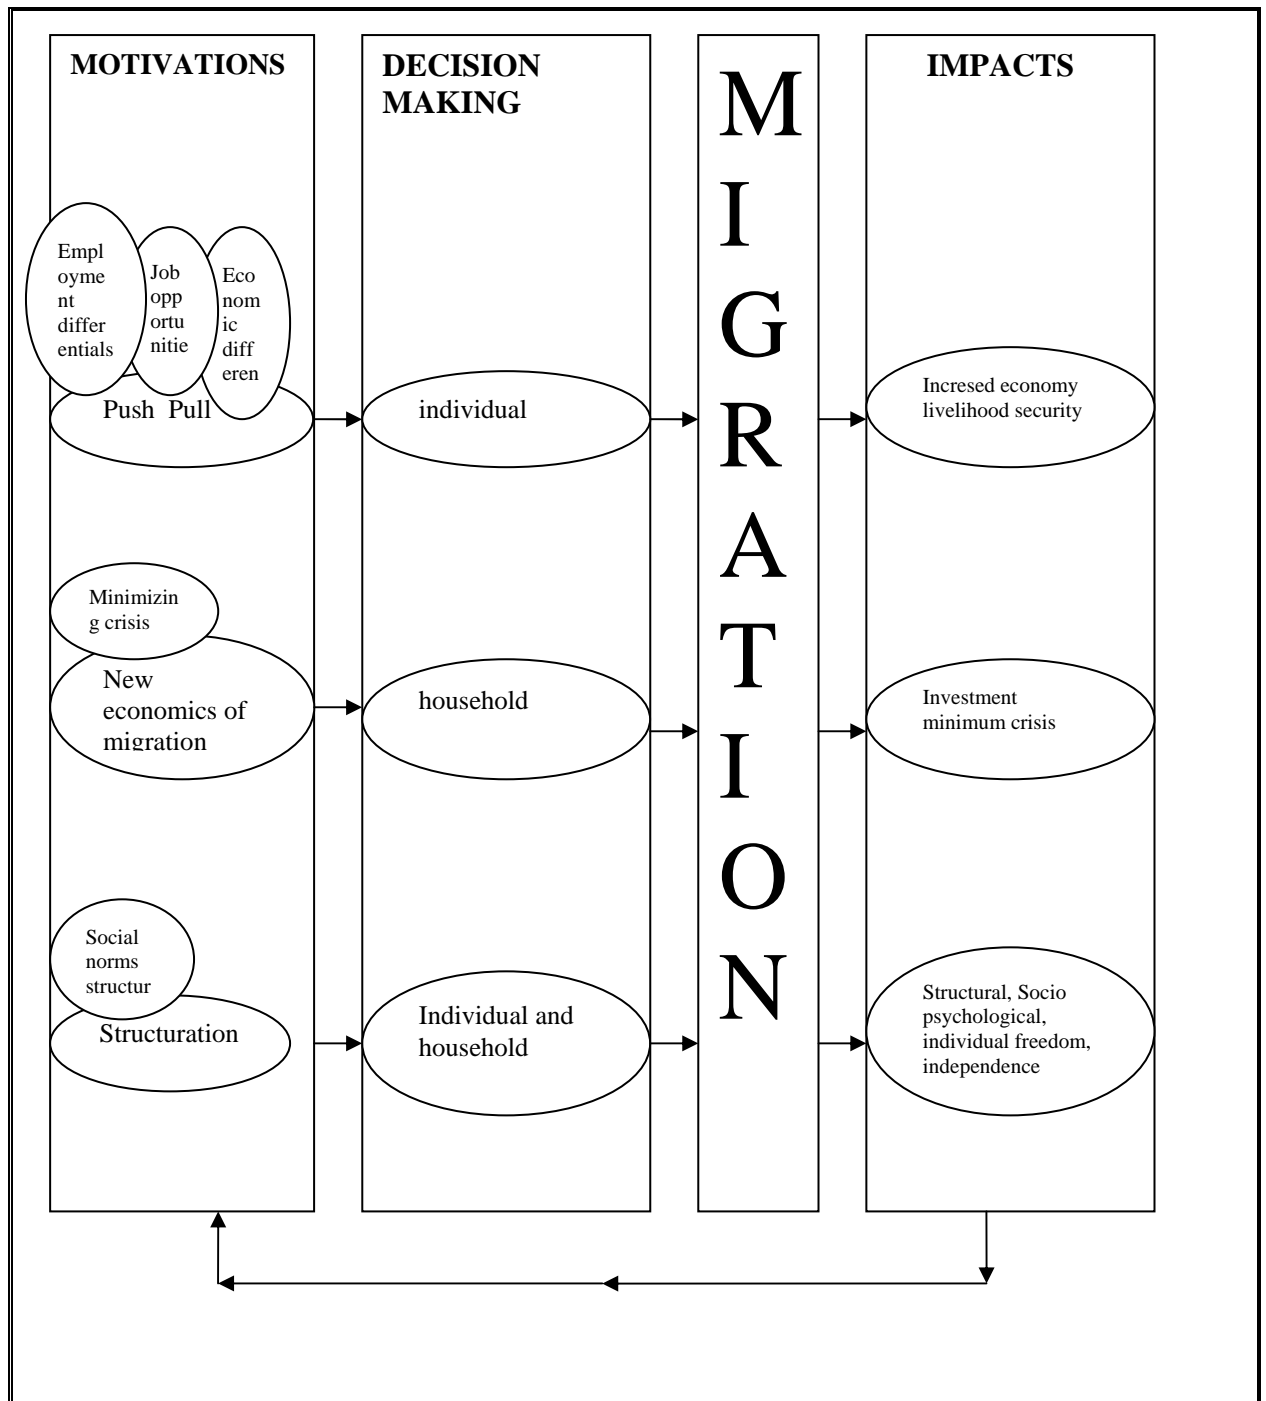 MOTIVATIONS
Empl
oyme
nt
differ
entials
Job
opp
ortu
nitie
Eco
nom
ic
diff
eren
Push Pull
Minimizin
g crisis
New
economics of
migration
Social
norms
structur
Structuration
DECISION
MAKING
individual
household
Individual and
household
M
I
G
R
A
T
I
O
N
IMPACTS
Incresed economy
livelihood security
Investment
minimum crisis
Structural, Socio
psychological,
individual freedom,
independence